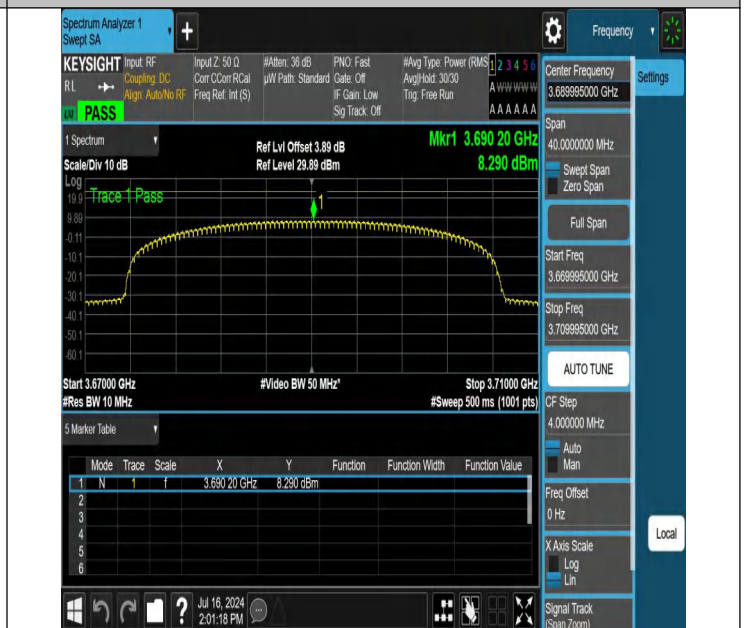 Spectrum Analyzer 1
Swept SA
+
Frequency
KEYSIGHT
RL
PASS
Input: RF
Coupling: DC
Align: Auto/No RF
Input Z: 50 Ω
Corr CCorr RCal
Freq Ref: Int (S)
#Atten: 36 dB
µW Path: Standard
PNO: Fast
Gate: Off
IF Gain: Low
Sig Track: Off
#Avg Type: Power (RMS
Avg|Hold: 30/30
Trig: Free Run
1 2 3 4 5 6
A W W W W W
A A A A A A
1 Spectrum
Scale/Div 10 dB
Ref Lvl Offset 3.89 dB
Ref Level 29.89 dBm
Mkr1 3.690 20 GHz
8.290 dBm
Log
Trace 1 Pass
1
19.9
9.89
-0.11
-10.1
-20.1
-30.1
-40.1
-50.1
-60.1
Start 3.67000 GHz
#Res BW 10 MHz
#Video BW 50 MHz*
Stop 3.71000 GHz
#Sweep 500 ms (1001 pts)
5 Marker Table
Mode Trace Scale X Y Function Function Width Function Value
1 N 1 f 3.690 20 GHz 8.290 dBm
2
3
4
5
6
?
Jul 16, 2024
2:01:18 PM
Center Frequency
3.689995000 GHz
Settings
Span
40.0000000 MHz
Swept Span
Zero Span
Full Span
Start Freq
3.669995000 GHz
Stop Freq
3.709995000 GHz
AUTO TUNE
CF Step
4.000000 MHz
Auto
Man
Freq Offset
0 Hz
Local
X Axis Scale
Log
Lin
Signal Track
(Span Zoom)